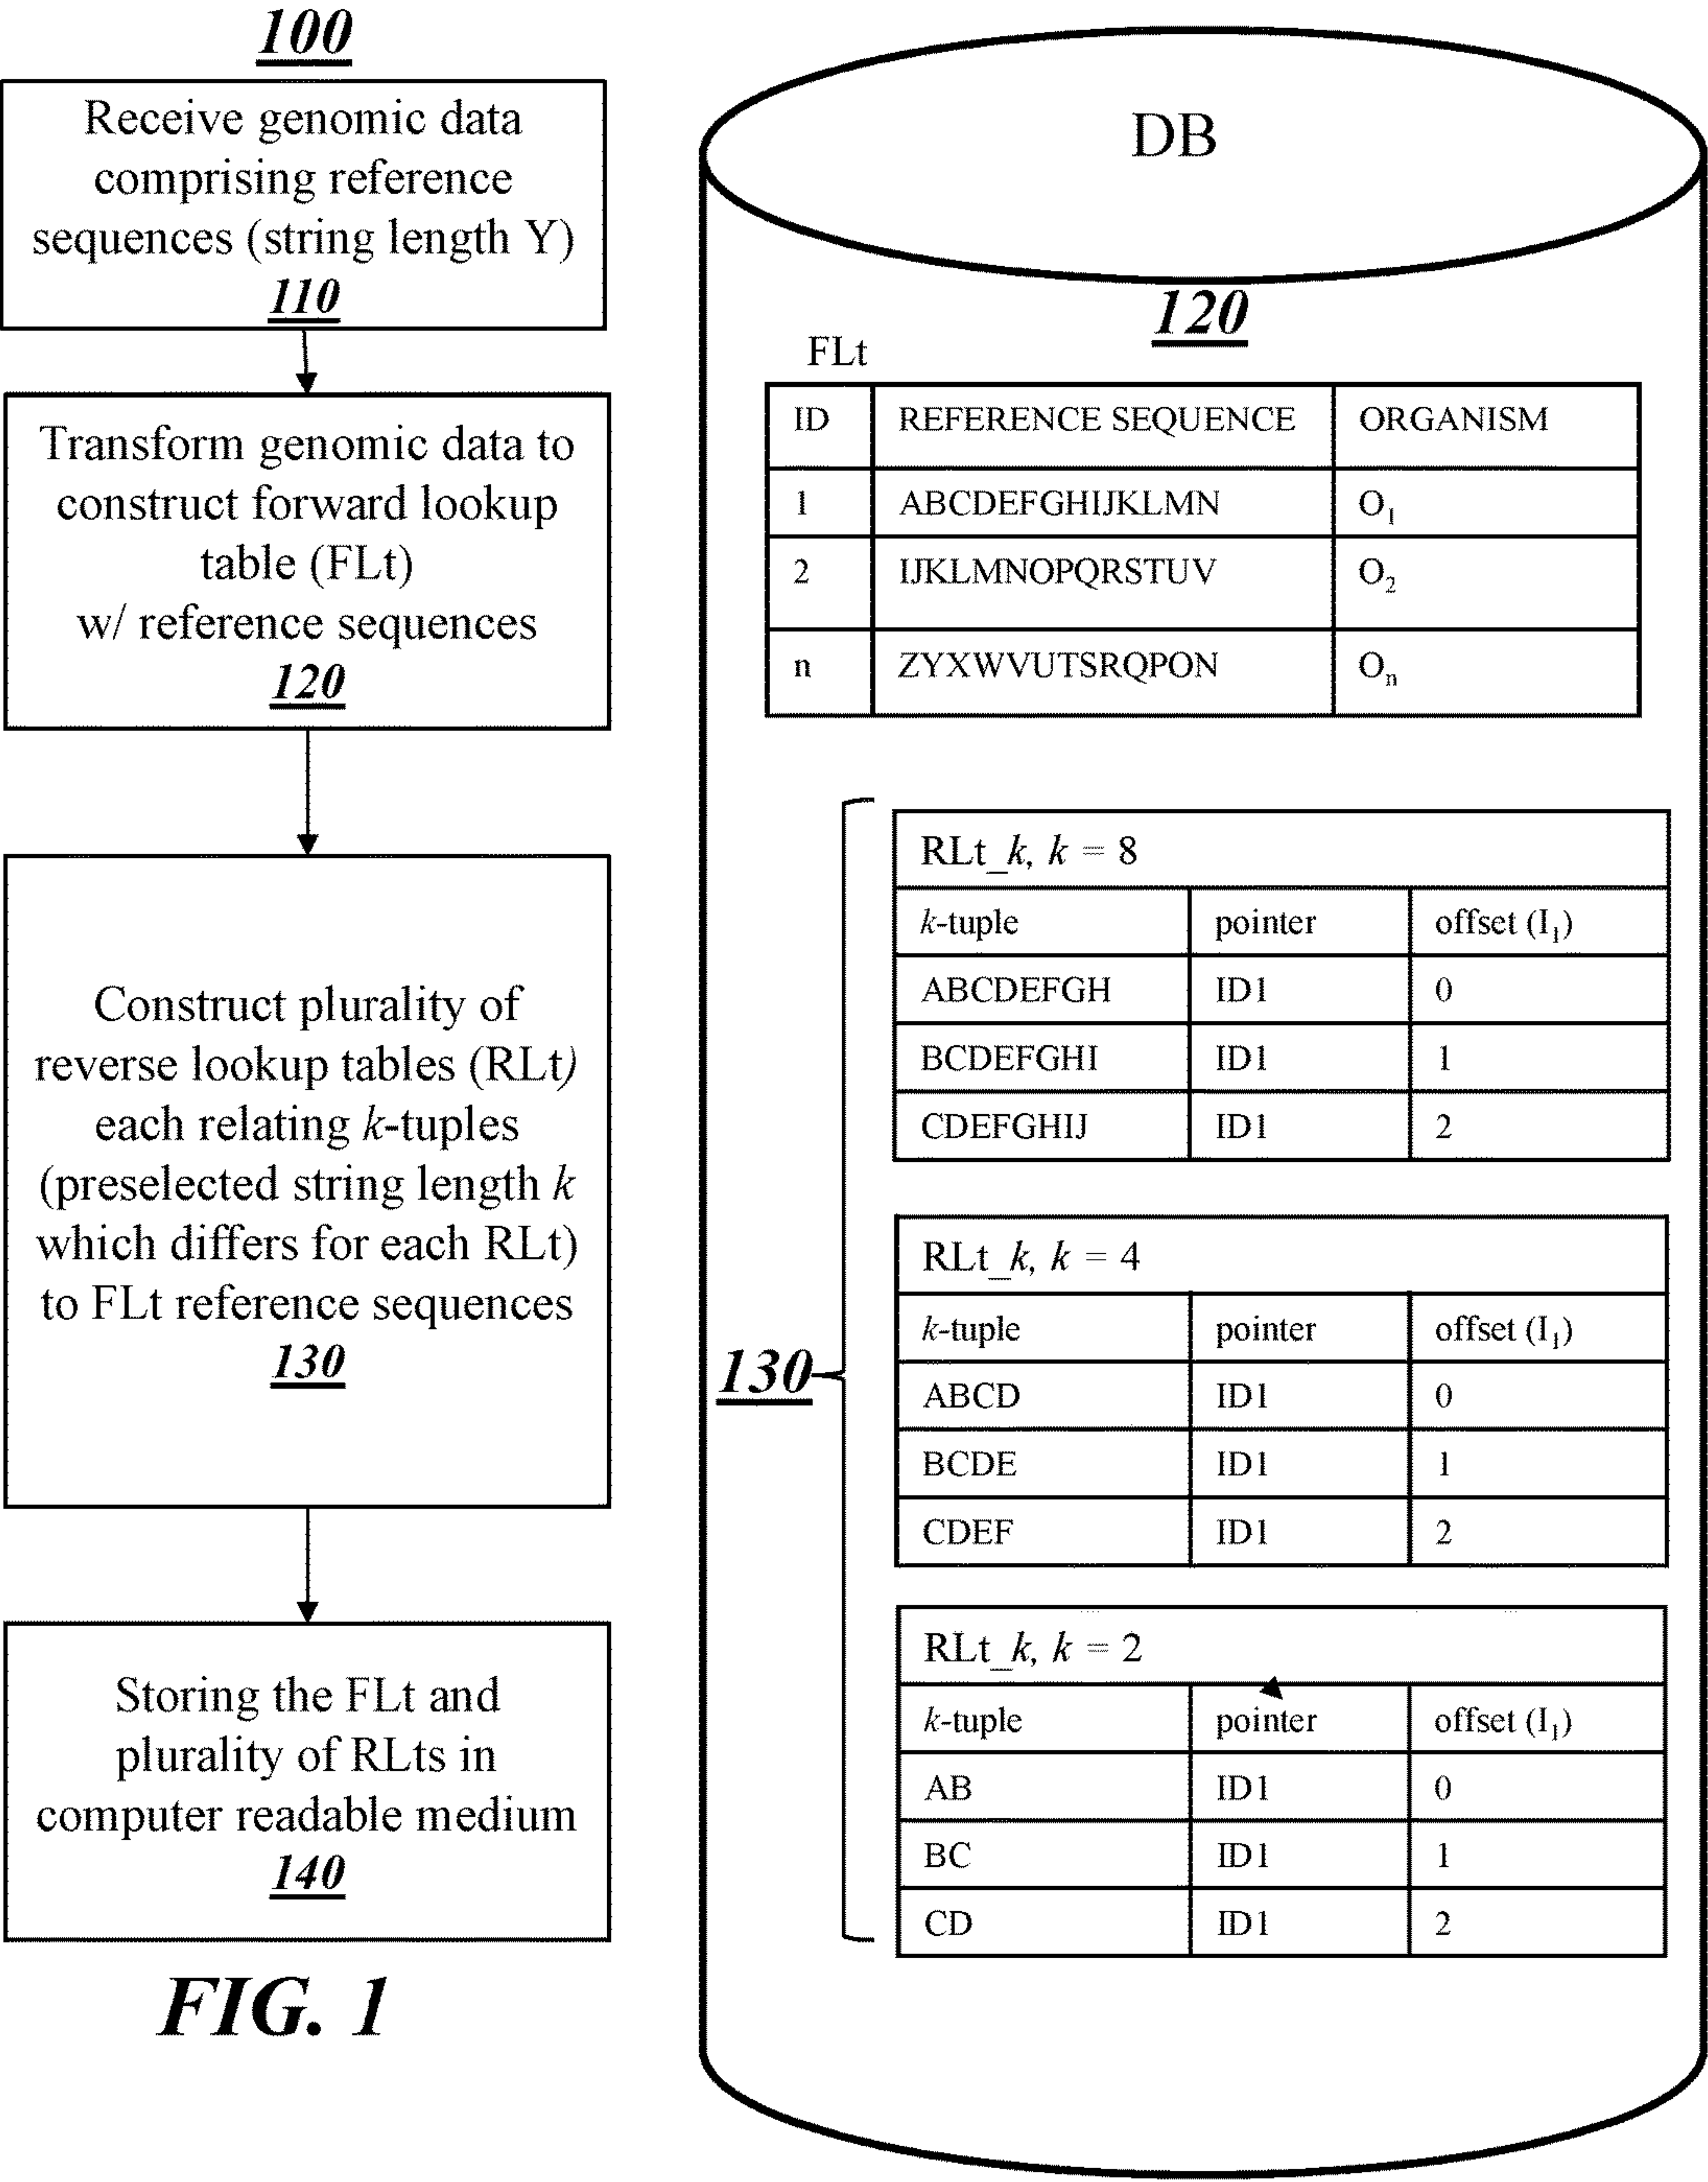 100
Receive genomic data
comprising reference
sequences (string length Y)
110
Transform genomic data to
construct forward lookup
table (FLt)
w/ reference sequences
120
Construct plurality of
reverse lookup tables (RLt)
each relating k-tuples
(preselected string length k
which differs for each RLt)
to FLt reference sequences
130
Storing the FLt and
plurality of RLts in
computer readable medium
140
FIG. 1
DB
120
FLt
ID REFERENCE SEQUENCE ORGANISM
1 ABCDEFGHIJKLMN O1
2 IJKLMNOPQRSTUV O2
n ZYXWVUTSRQPON On
130
RLt_k, k = 8
k-tuple pointer offset (I1)
ABCDEFGH ID1 0
BCDEFGHI ID1 1
CDEFGHIJ ID1 2
RLt_k, k = 4
k-tuple pointer offset (I1)
ABCD ID1 0
BCDE ID1 1
CDEF ID1 2
RLt_k, k = 2
k-tuple pointer offset (I1)
AB ID1 0
BC ID1 1
CD ID1 2